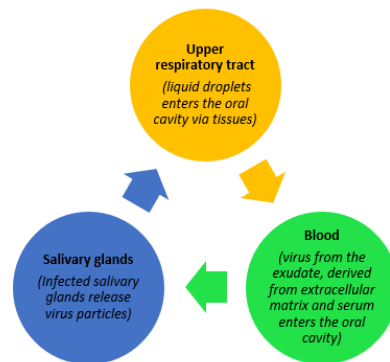 Upper
respiratory tract
(liquid droplets
enters the oral
cavity via tissues)
Blood
(virus from the
exudate, derived
from extracellular
matrix and serum
enters the oral
cavity)
Salivary glands
(Infected salivary
glands release
virus particles)